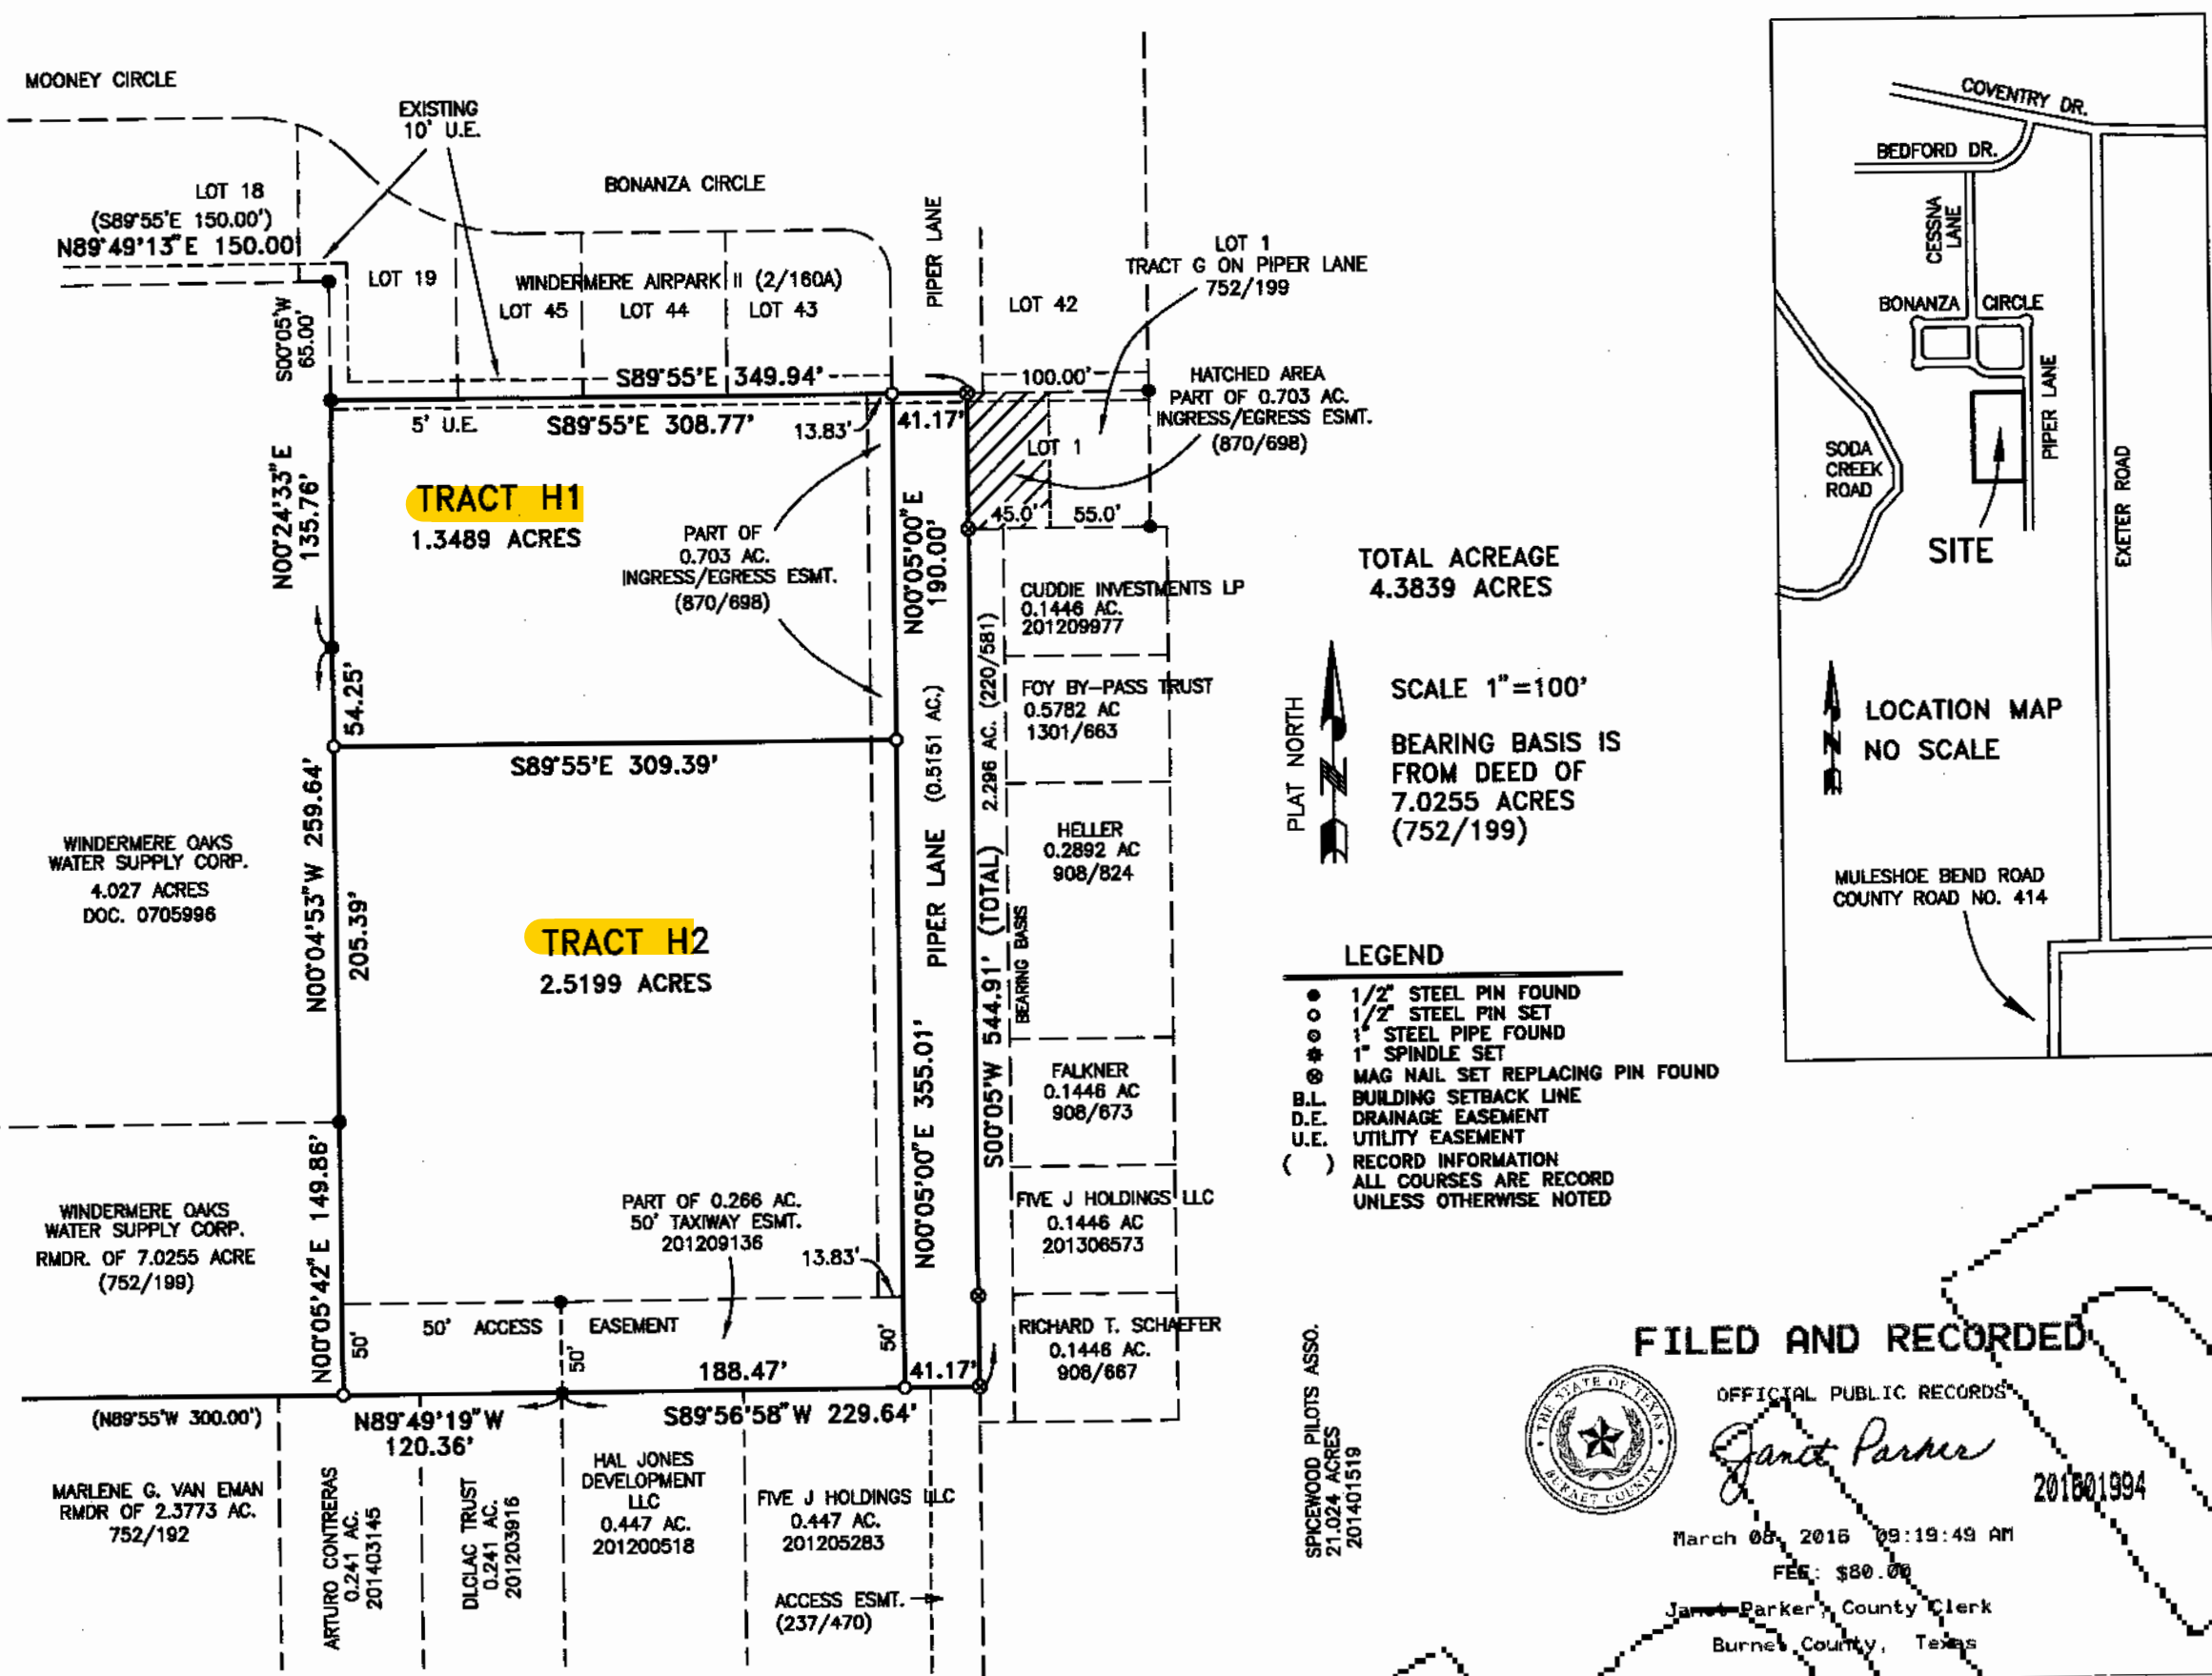 MOONEY CIRCLE
EXISTING
10' U.E.
LOT 18
(S89°55'E 150.00')
N89°49'13"E 150.00'
BONANZA CIRCLE
PIPER LANE
LOT 19
WINDERMERE AIRPARK II (2/160A)
LOT 45
LOT 44
LOT 43
LOT 42
LOT 1
TRACT G ON PIPER LANE
752/199
S00°05'W
65.00'
S89°55'E 349.94'
100.00'
HATCHED AREA
PART OF 0.703 AC.
INGRESS/EGRESS ESMT.
(870/698)
5' U.E.
S89°55'E 308.77'
13.83'
41.17'
LOT 1
45.0'
55.0'
N00°24'33"E
135.76'
TRACT H1
1.3489 ACRES
PART OF
0.703 AC.
INGRESS/EGRESS ESMT.
(870/698)
N00°05'00"E
190.00'
54.25'
S89°55'E 309.39'
PIPER LANE (0.5151 AC.)
2.296 AC. (220/581)
S00°05'W 544.91' (TOTAL)
BEARING BASIS
CUDDIE INVESTMENTS LP
0.1446 AC.
201209977
FOY BY-PASS TRUST
0.5782 AC
1301/663
HELLER
0.2892 AC
908/824
FALKNER
0.1446 AC
908/673
FIVE J HOLDINGS LLC
0.1446 AC
201306573
RICHARD T. SCHAEFER
0.1446 AC.
908/667
WINDERMERE OAKS
WATER SUPPLY CORP.
4.027 ACRES
DOC. 0705996
N00°04'53"W 259.64'
205.39'
TRACT H2
2.5199 ACRES
N00°05'00"E 355.01'
WINDERMERE OAKS
WATER SUPPLY CORP.
RMDR. OF 7.0255 ACRE
(752/199)
N00°05'42"E 149.86'
PART OF 0.266 AC.
50' TAXIWAY ESMT.
201209136
13.83'
50'
50' ACCESS EASEMENT
50'
50'
188.47'
41.17'
(N89°55'W 300.00')
N89°49'19"W
120.36'
S89°56'58"W 229.64'
MARLENE G. VAN EMAN
RMDR OF 2.3773 AC.
752/192
ARTURO CONTRERAS
0.241 AC.
201403145
DLCLAC TRUST
0.241 AC.
201203916
HAL JONES
DEVELOPMENT
LLC
0.447 AC.
201200518
FIVE J HOLDINGS LLC
0.447 AC.
201205283
ACCESS ESMT.
(237/470)
SPICEWOOD PILOTS ASSO.
21.024 ACRES
201401519
TOTAL ACREAGE
4.3839 ACRES
PLAT NORTH
N
SCALE 1"=100'
BEARING BASIS IS
FROM DEED OF
7.0255 ACRES
(752/199)
LEGEND
1/2" STEEL PIN FOUND
1/2" STEEL PIN SET
1" STEEL PIPE FOUND
1" SPINDLE SET
MAG NAIL SET REPLACING PIN FOUND
B.L. BUILDING SETBACK LINE
D.E. DRAINAGE EASEMENT
U.E. UTILITY EASEMENT
( ) RECORD INFORMATION
ALL COURSES ARE RECORD
UNLESS OTHERWISE NOTED
COVENTRY DR.
BEDFORD DR.
CESSNA
LANE
BONANZA CIRCLE
PIPER LANE
SODA
CREEK
ROAD
SITE
EXETER ROAD
N
LOCATION MAP
NO SCALE
MULESHOE BEND ROAD
COUNTY ROAD NO. 414
FILED AND RECORDED
OFFICIAL PUBLIC RECORDS
THE STATE OF TEXAS
BURNET COUNTY
Janet Parker
201601994
March 08, 2016 09:19:49 AM
FEE: $80.00
Janet Parker, County Clerk
Burnet County, Texas